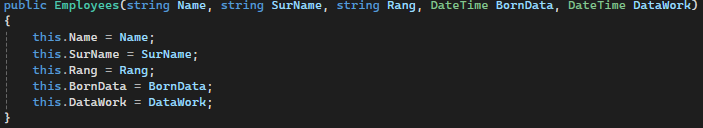 public Employees(string Name, string SurName, string Rang, DateTime BornData, DateTime DataWork)
{
this.Name = Name;
this.SurName = SurName;
this.Rang = Rang;
this.BornData = BornData;
this.DataWork = DataWork;
}